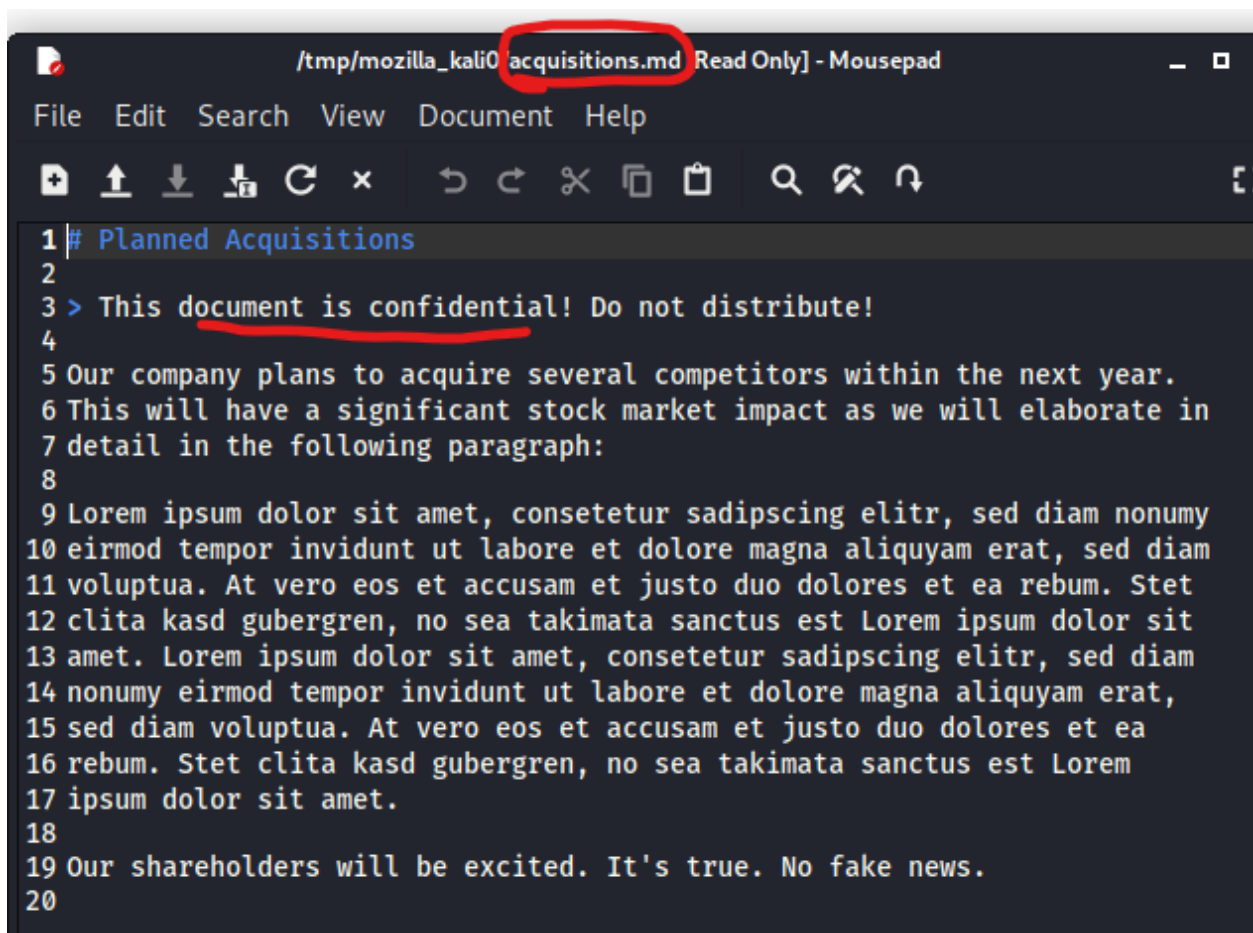 /tmp/mozilla_kali0/acquisitions.md [Read Only] - Mousepad
File Edit Search View Document Help
1 # Planned Acquisitions
2
3 > This document is confidential! Do not distribute!
4
5 Our company plans to acquire several competitors within the next year.
6 This will have a significant stock market impact as we will elaborate in
7 detail in the following paragraph:
8
9 Lorem ipsum dolor sit amet, consetetur sadipscing elitr, sed diam nonumy
10 eirmod tempor invidunt ut labore et dolore magna aliquyam erat, sed diam
11 voluptua. At vero eos et accusam et justo duo dolores et ea rebum. Stet
12 clita kasd gubergren, no sea takimata sanctus est Lorem ipsum dolor sit
13 amet. Lorem ipsum dolor sit amet, consetetur sadipscing elitr, sed diam
14 nonumy eirmod tempor invidunt ut labore et dolore magna aliquyam erat,
15 sed diam voluptua. At vero eos et accusam et justo duo dolores et ea
16 rebum. Stet clita kasd gubergren, no sea takimata sanctus est Lorem
17 ipsum dolor sit amet.
18
19 Our shareholders will be excited. It's true. No fake news.
20